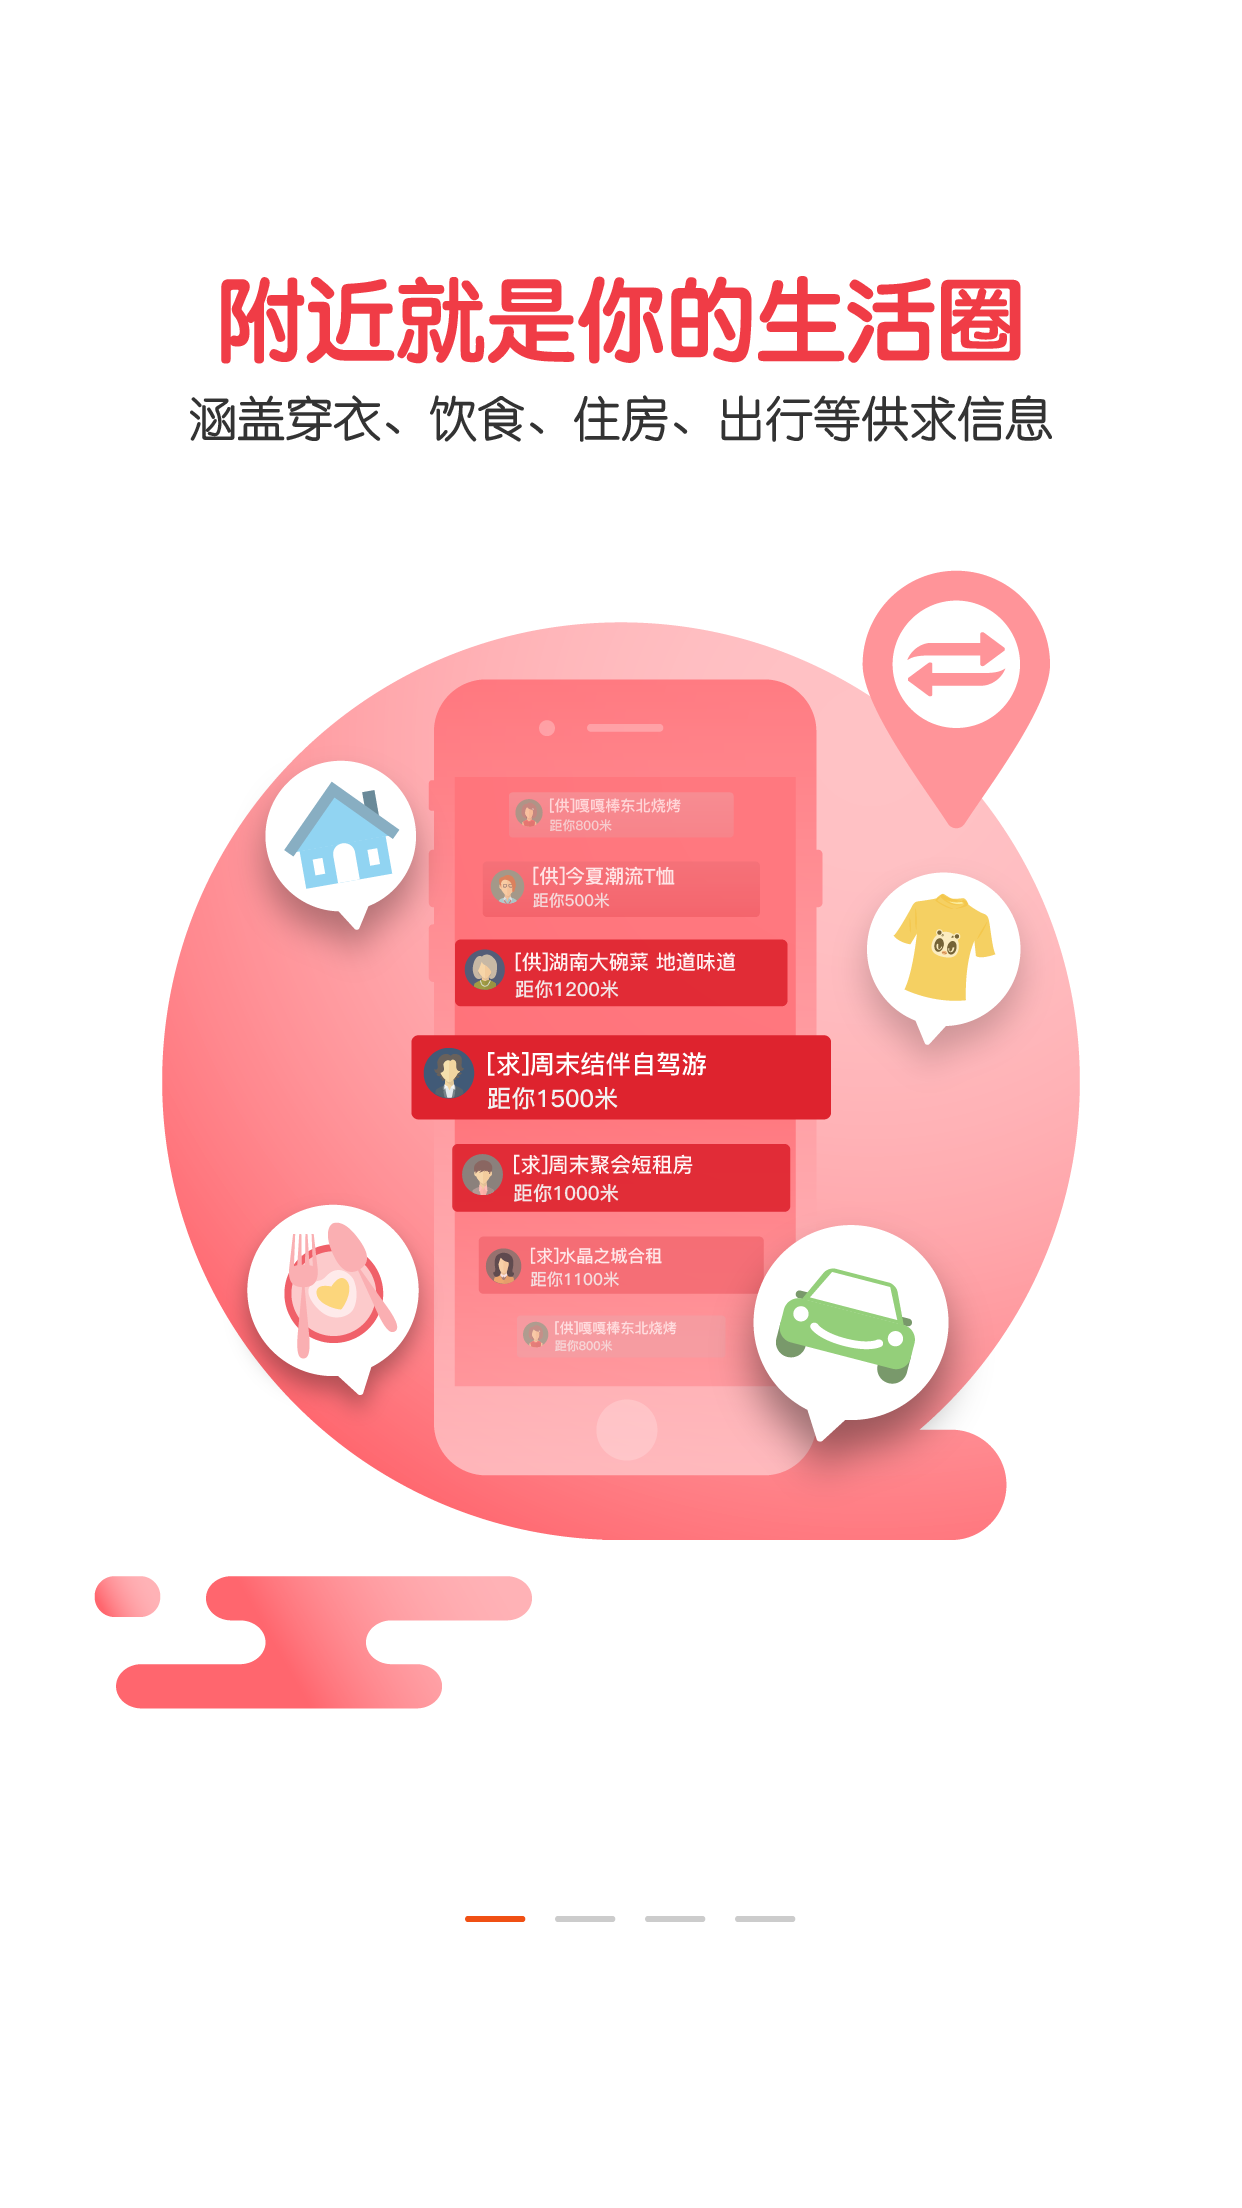 附近就是你的生活圈
涵盖穿衣、饮食、住房、出行等供求信息
[供]嘎嘎棒东北烧烤
距你800米
[供]今夏潮流T恤
距你500米
[供]湖南大碗菜 地道味道
距你1200米
[求]周末结伴自驾游
距你1500米
[求]周末聚会短租房
距你1000米
[求]水晶之城合租
距你1100米
[供]嘎嘎棒东北烧烤
距你800米